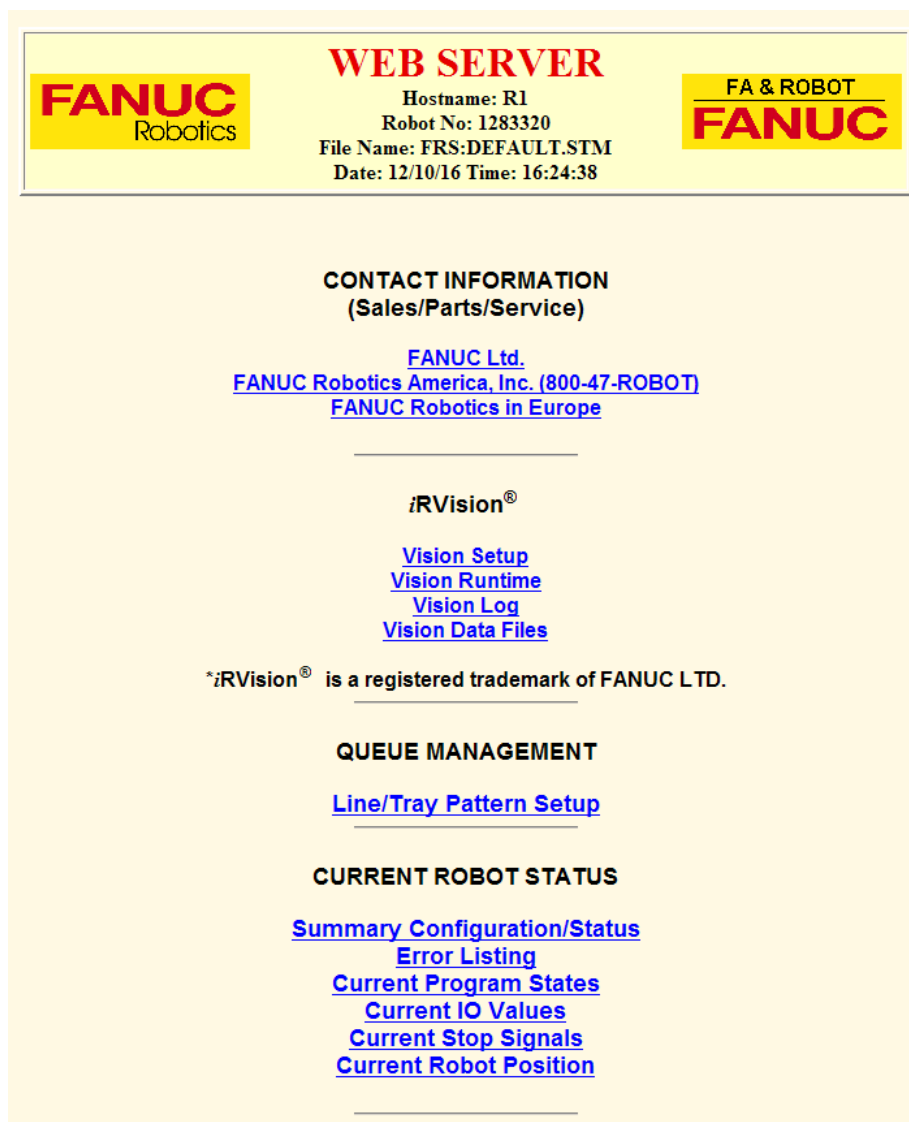 FANUC
Robotics
WEB SERVER
Hostname: R1
Robot No: 1283320
File Name: FRS:DEFAULT.STM
Date: 12/10/16 Time: 16:24:38
FA & ROBOT
FANUC
CONTACT INFORMATION
(Sales/Parts/Service)
FANUC Ltd.
FANUC Robotics America, Inc. (800-47-ROBOT)
FANUC Robotics in Europe
iRVision®
Vision Setup
Vision Runtime
Vision Log
Vision Data Files
*iRVision® is a registered trademark of FANUC LTD.
QUEUE MANAGEMENT
Line/Tray Pattern Setup
CURRENT ROBOT STATUS
Summary Configuration/Status
Error Listing
Current Program States
Current IO Values
Current Stop Signals
Current Robot Position